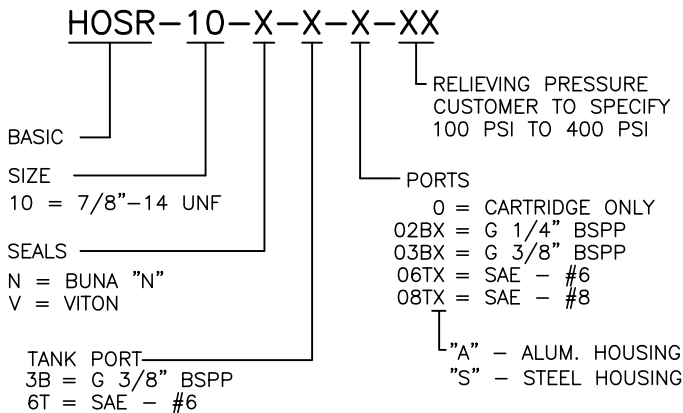 HOSR-10-X-X-X-XX
RELIEVING PRESSURE
CUSTOMER TO SPECIFY
100 PSI TO 400 PSI
BASIC
SIZE
10 = 7/8"-14 UNF
SEALS
N = BUNA "N"
V = VITON
TANK PORT
3B = G 3/8" BSPP
6T = SAE - #6
PORTS
0 = CARTRIDGE ONLY
02BX = G 1/4" BSPP
03BX = G 3/8" BSPP
06TX = SAE - #6
08TX = SAE - #8
"A" - ALUM. HOUSING
"S" - STEEL HOUSING